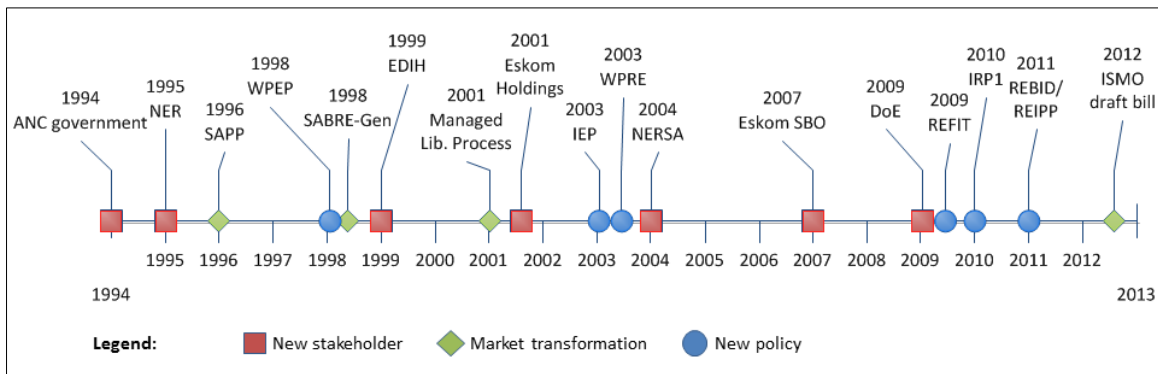 1994
ANC government
1995
NER
1996
SAPP
1998
WPEP
1998
SABRE-Gen
1999
EDIH
2001
Managed
Lib. Process
2001
Eskom
Holdings
2003
IEP
2003
WPRE
2004
NERSA
2007
Eskom SBO
2009
DoE
2009
REFIT
2010
IRP1
2011
REBID/
REIPP
2012
ISMO
draft bill
1995 1996 1997 1998 1999 2000 2001 2002 2003 2004 2005 2006 2007 2009 2010 2011 2012
1994 2013
Legend: New stakeholder Market transformation New policy